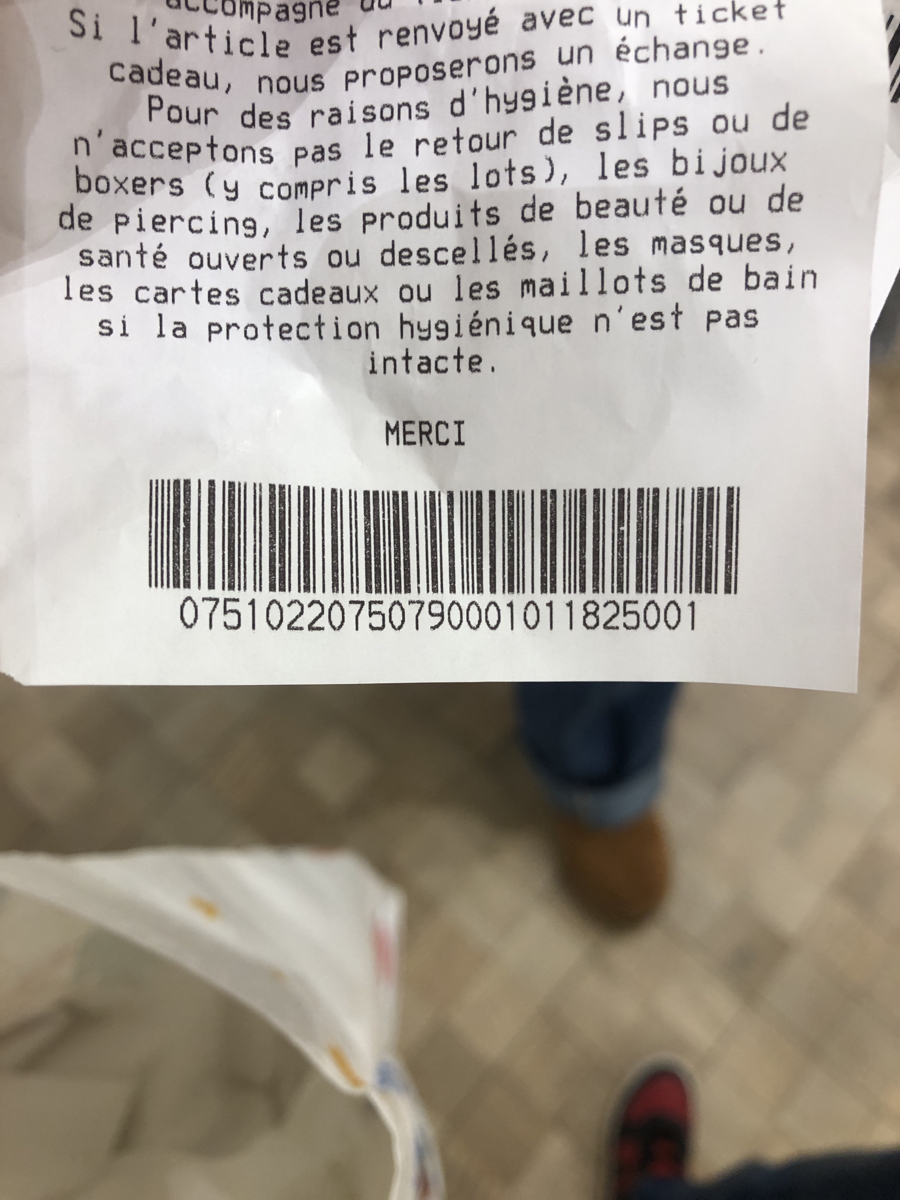 accompagné du
Si l'article est renvoyé avec un ticket
cadeau, nous proposerons un échange.
Pour des raisons d'hygiène, nous
n'acceptons pas le retour de slips ou de
boxers (y compris les lots), les bijoux
de piercing, les produits de beauté ou de
santé ouverts ou descellés, les masques,
les cartes cadeaux ou les maillots de bain
si la protection hygiénique n'est pas
intacte.
MERCI
07510220750790001011825001